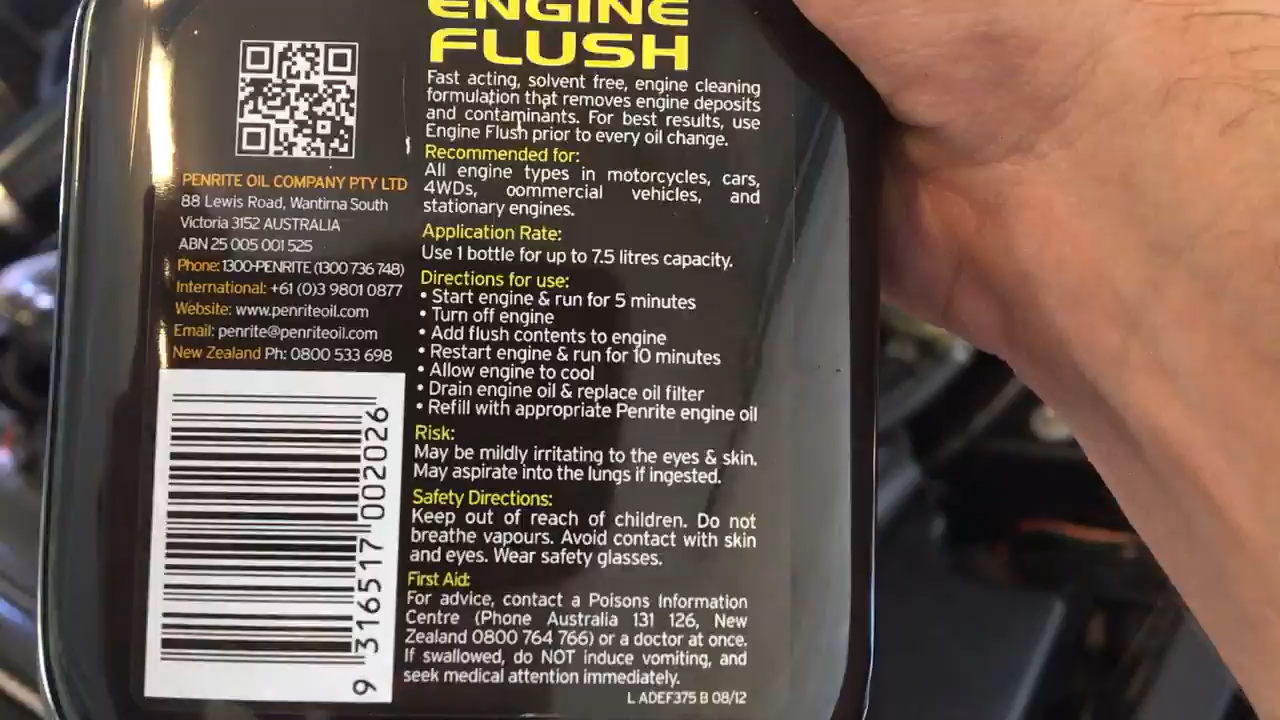 ENGINE
FLUSH
Fast acting, solvent free, engine cleaning
formulation that removes engine deposits
and contaminants. For best results, use
Engine Flush prior to every oil change.
Recommended for:
All engine types in motorcycles, cars,
4WDs, commercial vehicles, and
stationary engines.
Application Rate:
Use 1 bottle for up to 7.5 litres capacity.
Directions for use:
• Start engine & run for 5 minutes
• Turn off engine
• Add flush contents to engine
• Restart engine & run for 10 minutes
• Allow engine to cool
• Drain engine oil & replace oil filter
• Refill with appropriate Penrite engine oil
Risk:
May be mildly irritating to the eyes & skin.
May aspirate into the lungs if ingested.
Safety Directions:
Keep out of reach of children. Do not
breathe vapours. Avoid contact with skin
and eyes. Wear safety glasses.
First Aid:
For advice, contact a Poisons Information
Centre (Phone Australia 131 126, New
Zealand 0800 764 766) or a doctor at once.
If swallowed, do NOT induce vomiting, and
seek medical attention immediately.
L ADEF375 B 08/12
PENRITE OIL COMPANY PTY LTD
88 Lewis Road, Wantirna South
Victoria 3152 AUSTRALIA
ABN 25 005 001 525
Phone: 1300-PENRITE (1300 736 748)
International: +61 (0)3 9801 0877
Website: www.penriteoil.com
Email: penrite@penriteoil.com
New Zealand Ph: 0800 533 698
9 316517 002026